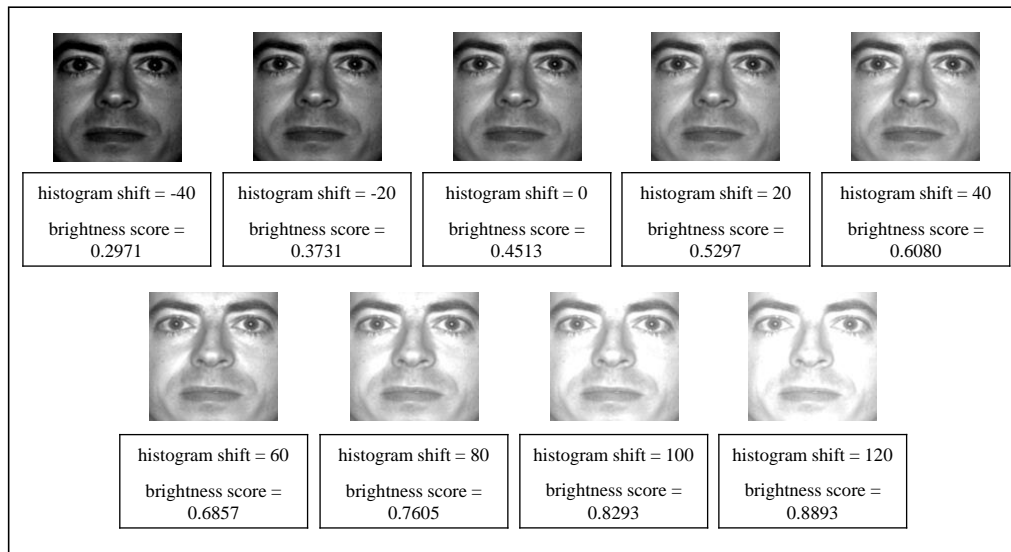 histogram shift = -40
brightness score =
0.2971
histogram shift = -20
brightness score =
0.3731
histogram shift = 0
brightness score =
0.4513
histogram shift = 20
brightness score =
0.5297
histogram shift = 40
brightness score =
0.6080
histogram shift = 60
brightness score =
0.6857
histogram shift = 80
brightness score =
0.7605
histogram shift = 100
brightness score =
0.8293
histogram shift = 120
brightness score =
0.8893